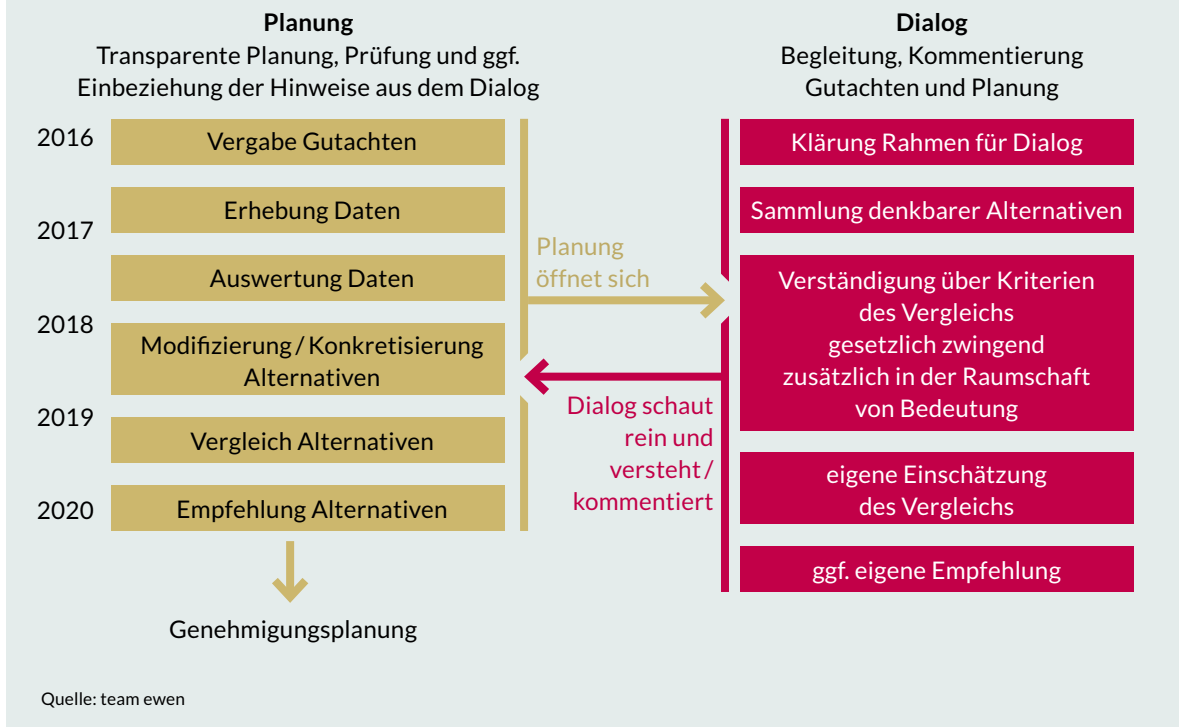 Planung
Transparente Planung, Prüfung und ggf.
Einbeziehung der Hinweise aus dem Dialog
2016
Vergabe Gutachten
Erhebung Daten
2017
Auswertung Daten
2018
Modifizierung / Konkretisierung
Alternativen
2019
Vergleich Alternativen
2020
Empfehlung Alternativen
Genehmigungsplanung
Planung
öffnet sich
Dialog schaut
rein und
versteht /
kommentiert
Dialog
Begleitung, Kommentierung
Gutachten und Planung
Klärung Rahmen für Dialog
Sammlung denkbarer Alternativen
Verständigung über Kriterien
des Vergleichs
gesetzlich zwingend
zusätzlich in der Raumschaft
von Bedeutung
eigene Einschätzung
des Vergleichs
ggf. eigene Empfehlung
Quelle: team ewen